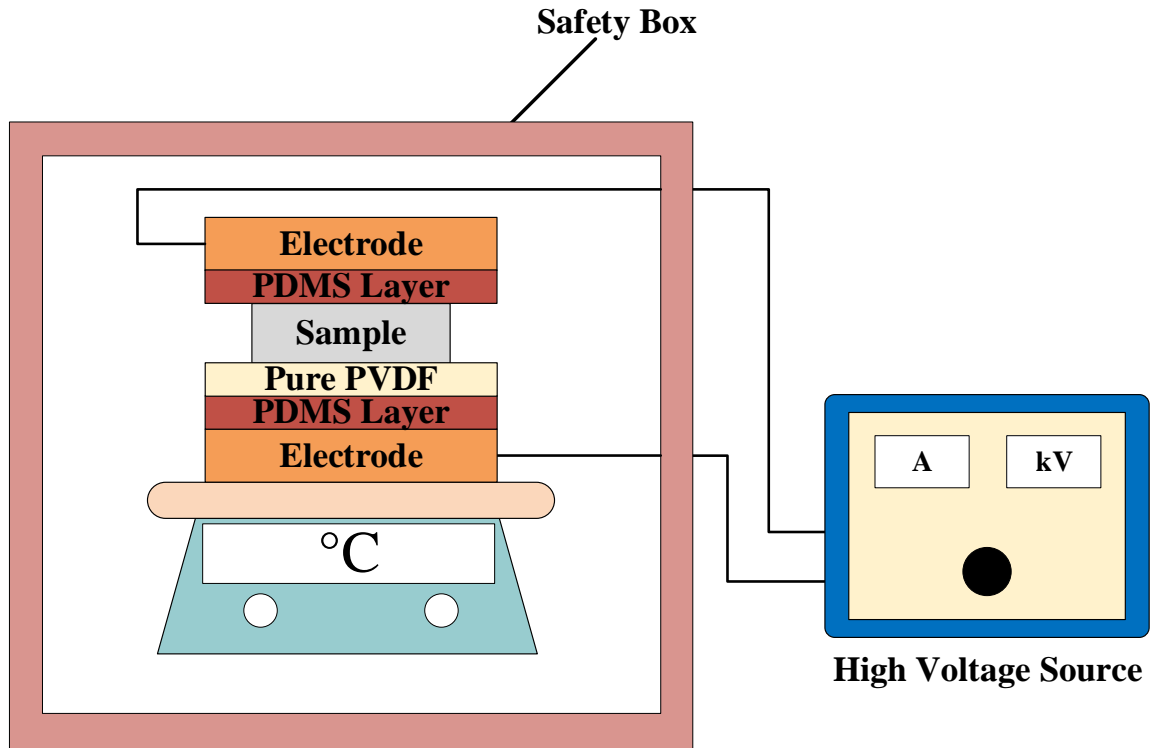 Safety Box
Electrode
PDMS Layer
Sample
Pure PVDF
PDMS Layer
Electrode
°C
A
kV
High Voltage Source